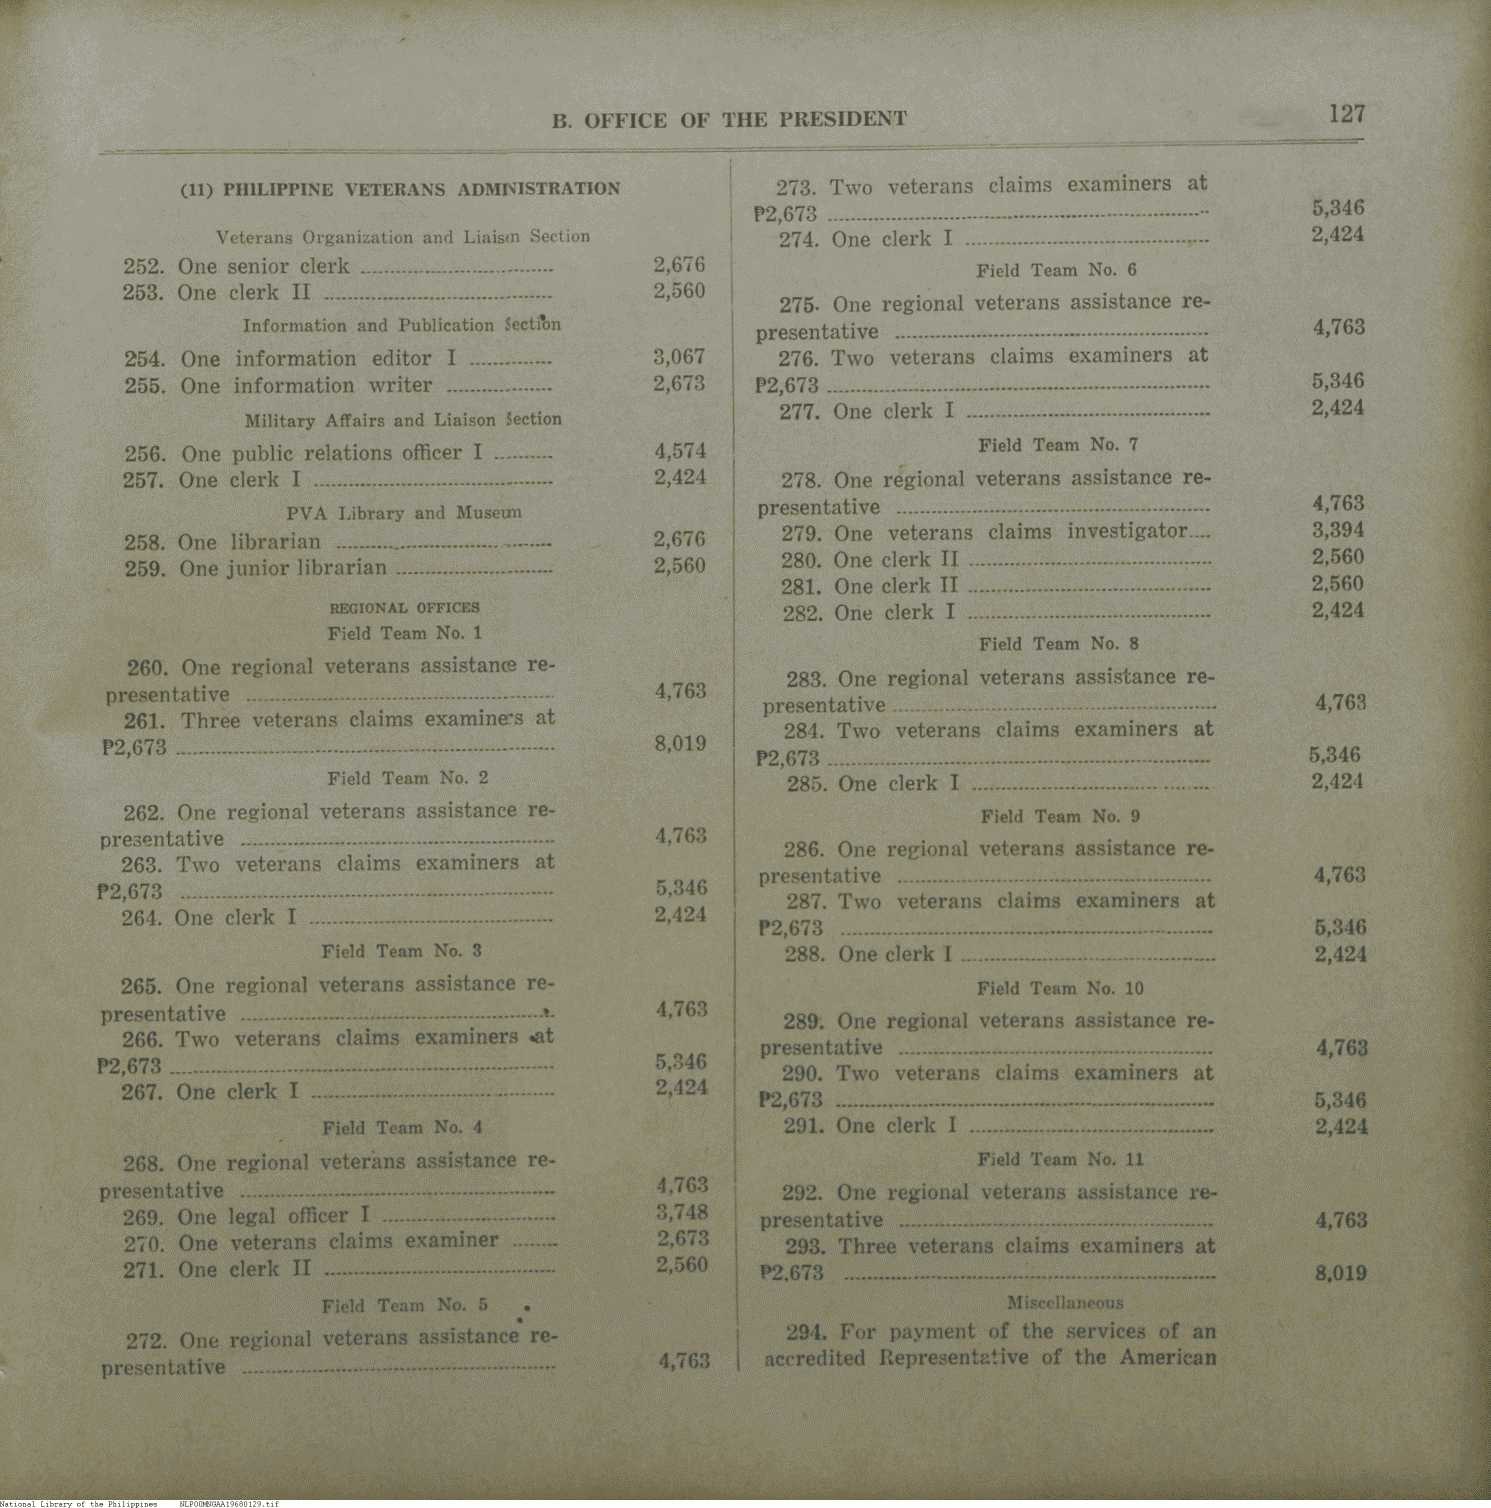 B. OFFICE OF THE PRESIDENT
127
(11) PHILIPPINE VETERANS ADMINISTRATION
Veterans Organization and Liaison Section
252. One senior clerk 2,676
253. One clerk II 2,560
Information and Publication Section
254. One information editor I 3,067
255. One information writer 2,673
Military Affairs and Liaison Section
256. One public relations officer I 4,574
257. One clerk I 2,424
PVA Library and Museum
258. One librarian 2,676
259. One junior librarian 2,560
REGIONAL OFFICES
Field Team No. 1
260. One regional veterans assistance re-
presentative 4,763
261. Three veterans claims examiners at
₱2,673 8,019
Field Team No. 2
262. One regional veterans assistance re-
presentative 4,763
263. Two veterans claims examiners at
₱2,673 5,346
264. One clerk I 2,424
Field Team No. 3
265. One regional veterans assistance re-
presentative 4,763
266. Two veterans claims examiners at
₱2,673 5,346
267. One clerk I 2,424
Field Team No. 4
268. One regional veterans assistance re-
presentative 4,763
269. One legal officer I 3,748
270. One veterans claims examiner 2,673
271. One clerk II 2,560
Field Team No. 5
272. One regional veterans assistance re-
presentative 4,763
273. Two veterans claims examiners at
₱2,673 5,346
274. One clerk I 2,424
Field Team No. 6
275. One regional veterans assistance re-
presentative 4,763
276. Two veterans claims examiners at
₱2,673 5,346
277. One clerk I 2,424
Field Team No. 7
278. One regional veterans assistance re-
presentative 4,763
279. One veterans claims investigator 3,394
280. One clerk II 2,560
281. One clerk II 2,560
282. One clerk I 2,424
Field Team No. 8
283. One regional veterans assistance re-
presentative 4,763
284. Two veterans claims examiners at
₱2,673 5,346
285. One clerk I 2,424
Field Team No. 9
286. One regional veterans assistance re-
presentative 4,763
287. Two veterans claims examiners at
₱2,673 5,346
288. One clerk I 2,424
Field Team No. 10
289. One regional veterans assistance re-
presentative 4,763
290. Two veterans claims examiners at
₱2,673 5,346
291. One clerk I 2,424
Field Team No. 11
292. One regional veterans assistance re-
presentative 4,763
293. Three veterans claims examiners at
₱2,673 8,019
Miscellaneous
294. For payment of the services of an
accredited Representative of the American
National Library of the Philippines NLPOOMNGAA19680129.tif